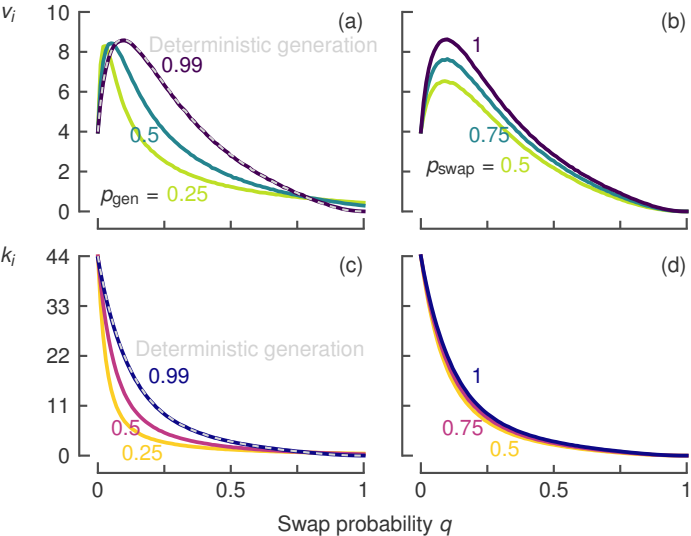 v_i
(a)
(b)
10
8
6
4
2
0
Deterministic generation
0.99
0.5
p_gen = 0.25
1
0.75
p_swap = 0.5
k_i
(c)
(d)
44
33
22
11
0
Deterministic generation
0.99
0.5
0.25
1
0.75
0.5
0 0.5 1
0 0.5 1
Swap probability q